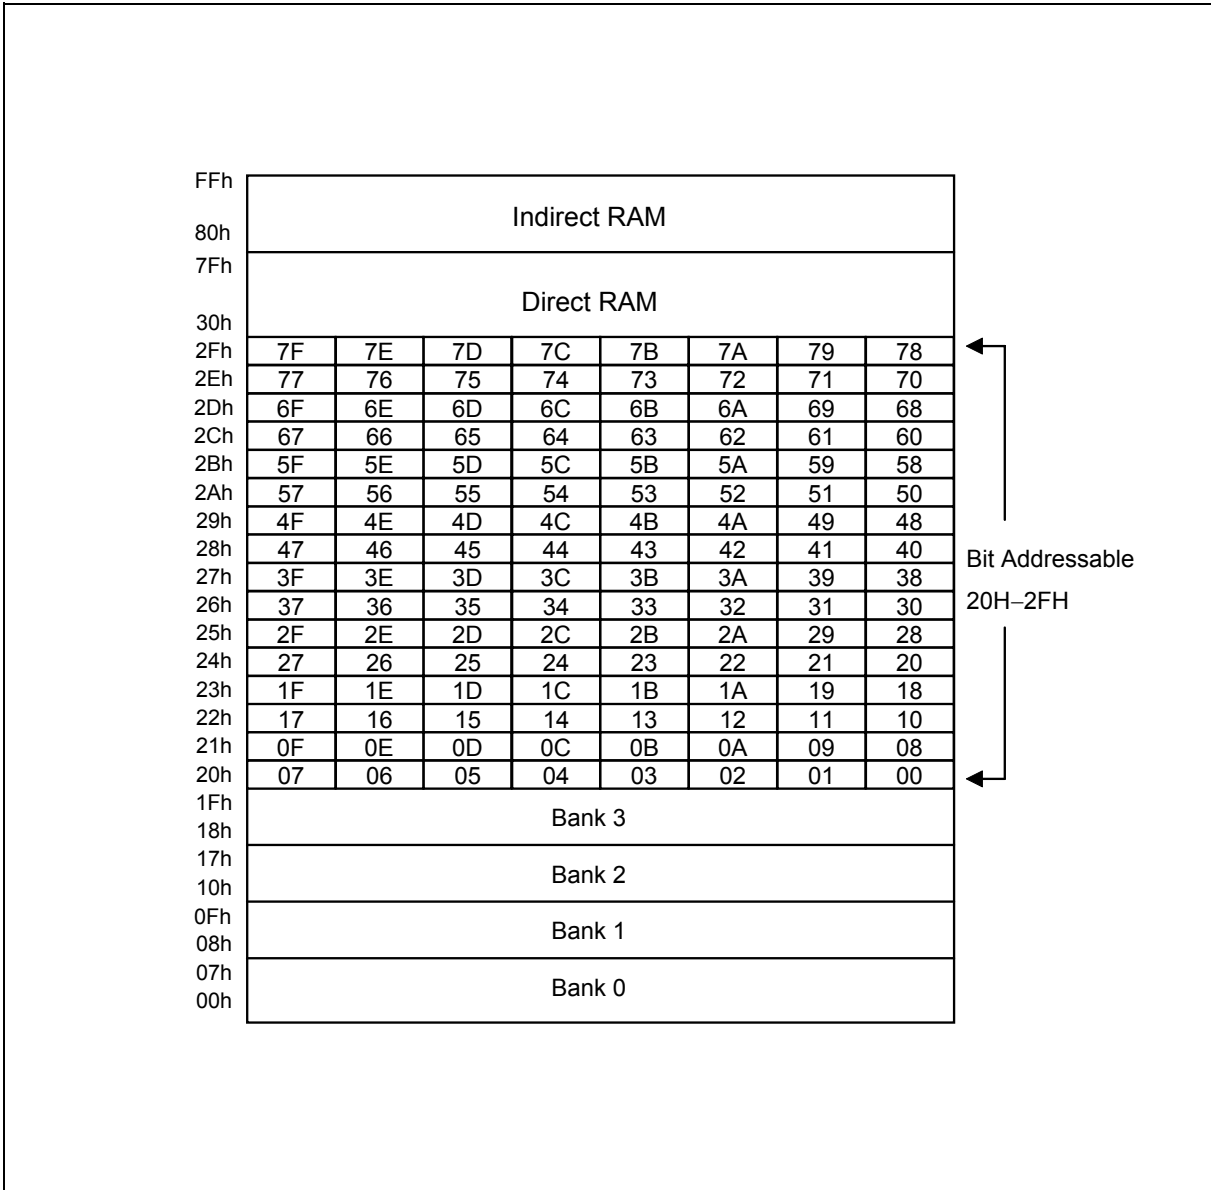 FFh
Indirect RAM
80h
7Fh
Direct RAM
30h
2Fh 7F 7E 7D 7C 7B 7A 79 78
2Eh 77 76 75 74 73 72 71 70
2Dh 6F 6E 6D 6C 6B 6A 69 68
2Ch 67 66 65 64 63 62 61 60
2Bh 5F 5E 5D 5C 5B 5A 59 58
2Ah 57 56 55 54 53 52 51 50
29h 4F 4E 4D 4C 4B 4A 49 48
28h 47 46 45 44 43 42 41 40
27h 3F 3E 3D 3C 3B 3A 39 38
26h 37 36 35 34 33 32 31 30
25h 2F 2E 2D 2C 2B 2A 29 28
24h 27 26 25 24 23 22 21 20
23h 1F 1E 1D 1C 1B 1A 19 18
22h 17 16 15 14 13 12 11 10
21h 0F 0E 0D 0C 0B 0A 09 08
20h 07 06 05 04 03 02 01 00
Bit Addressable
20H–2FH
1Fh
Bank 3
18h
17h
Bank 2
10h
0Fh
Bank 1
08h
07h
Bank 0
00h